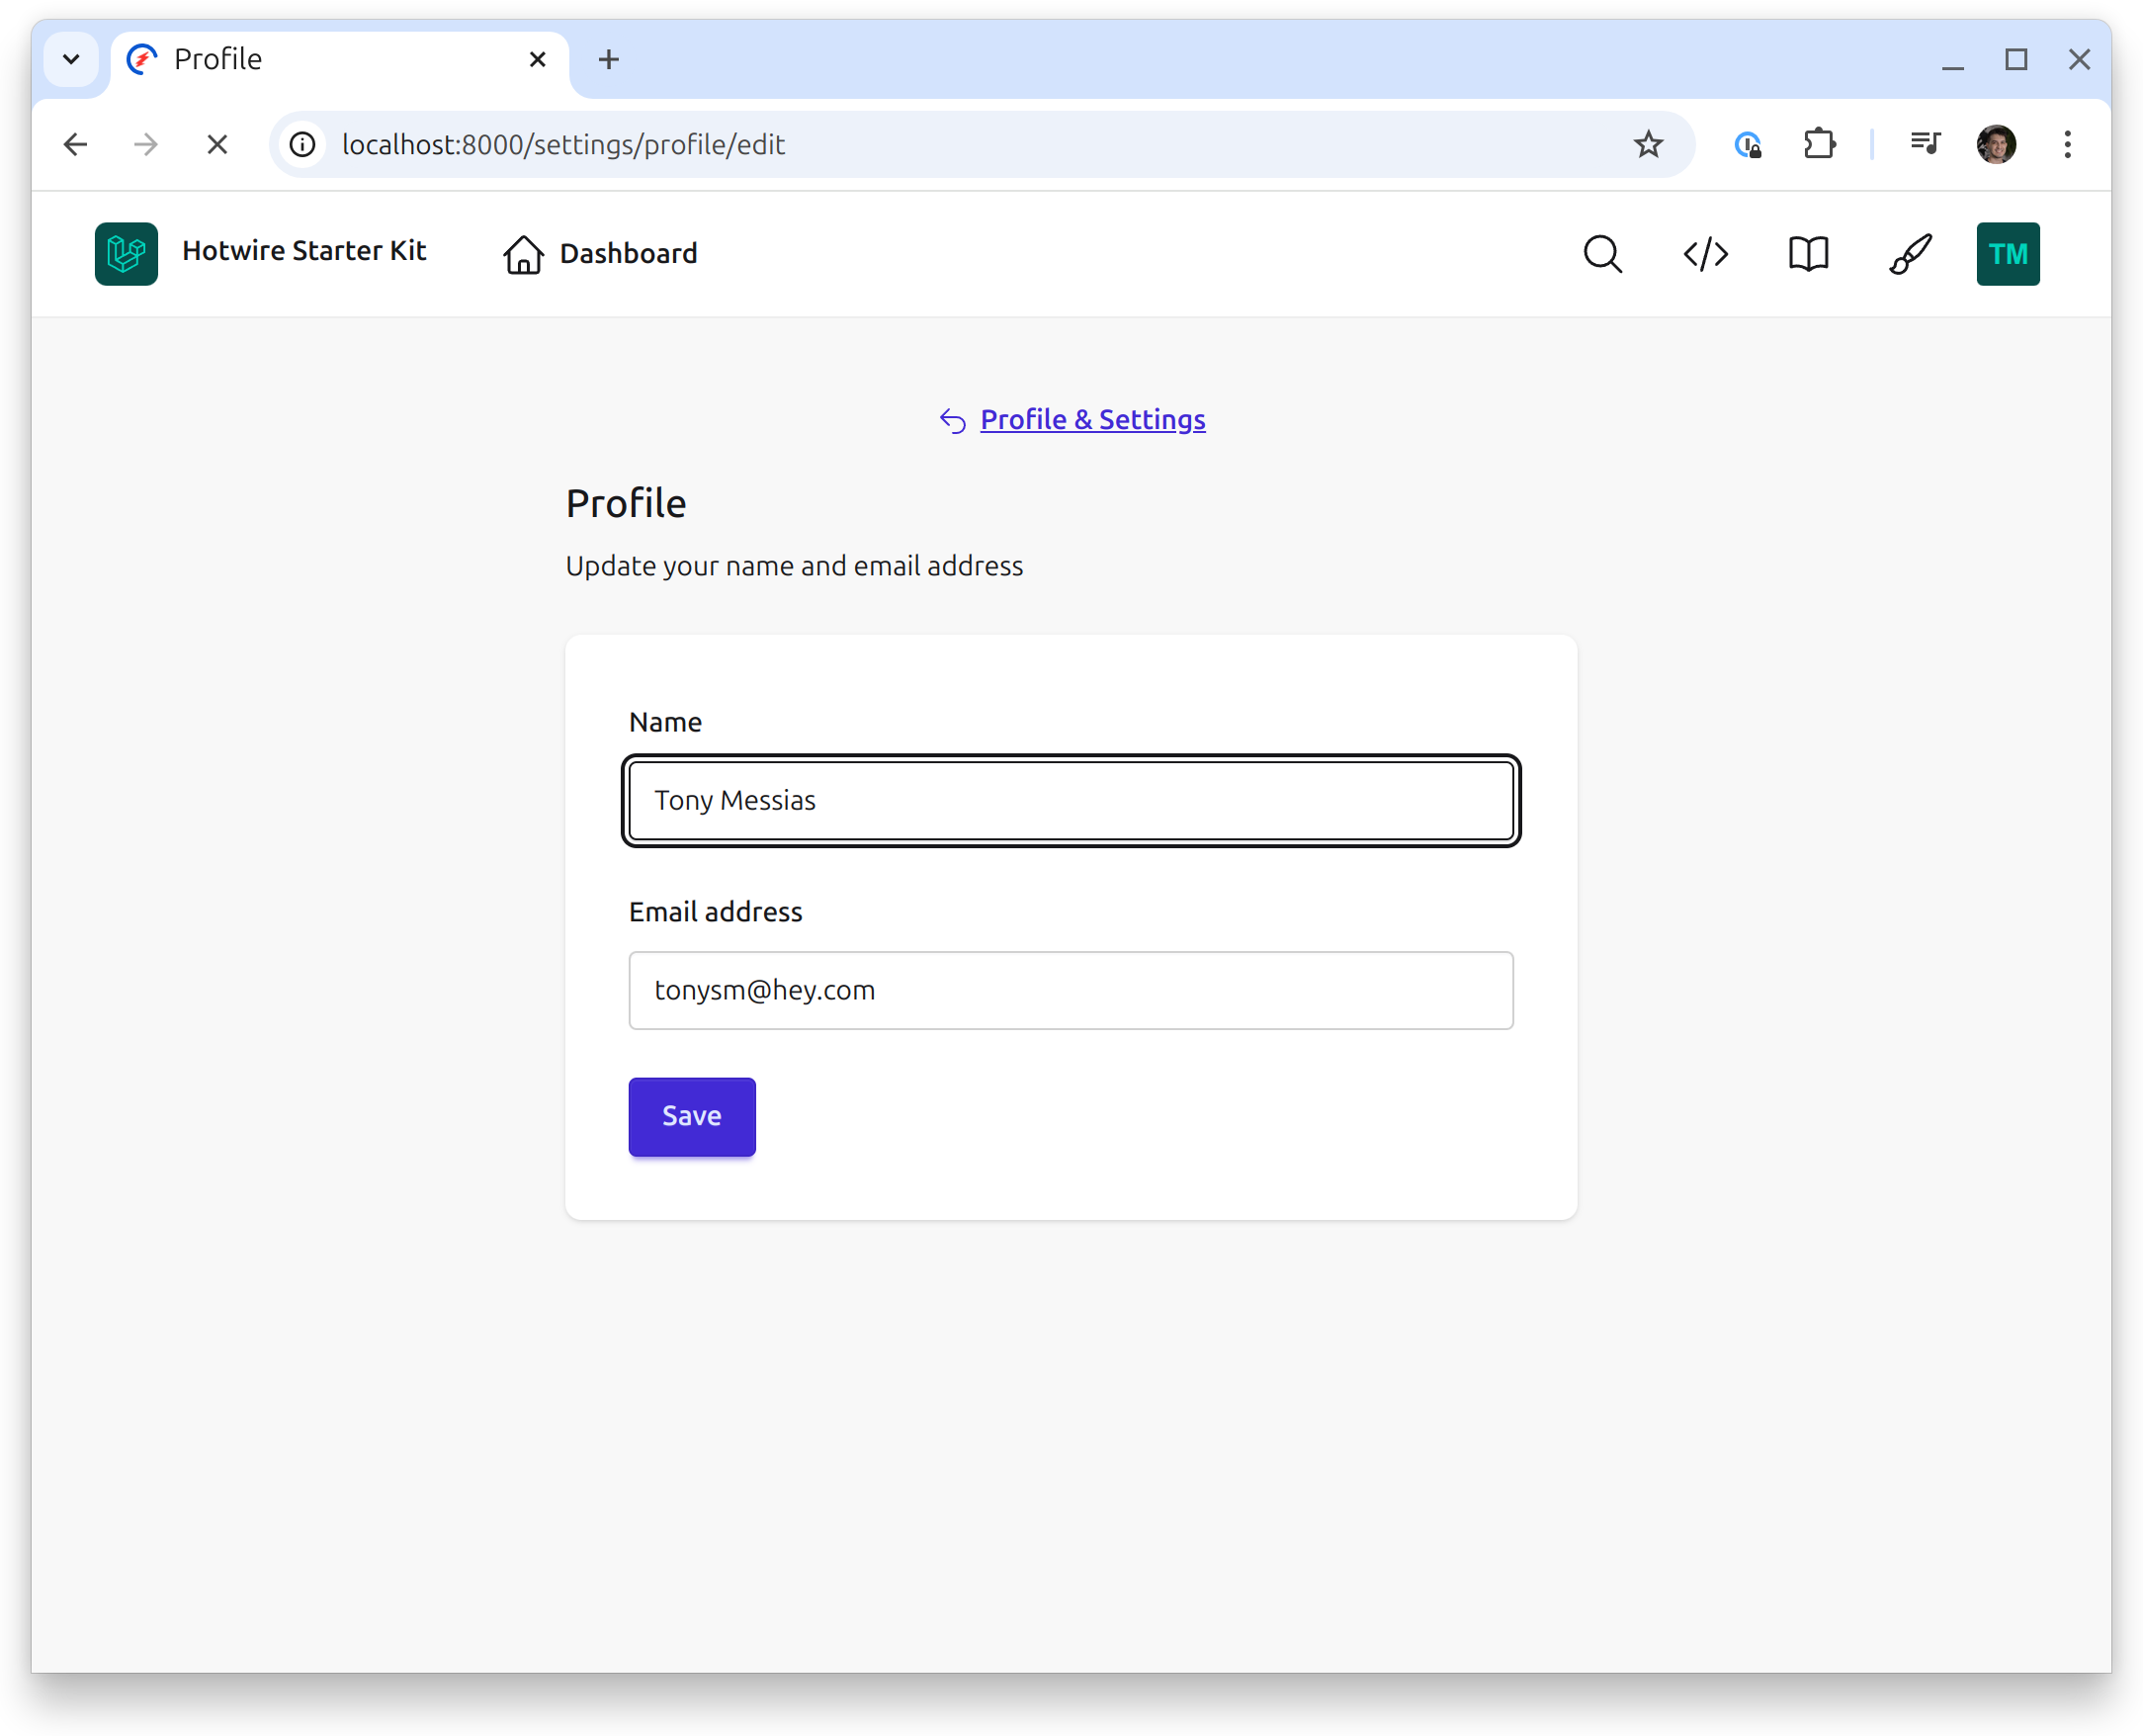 Profile
localhost:8000/settings/profile/edit
Hotwire Starter Kit
Dashboard
TM
Profile & Settings
Profile
Update your name and email address
Name
Tony Messias
Email address
tonysm@hey.com
Save